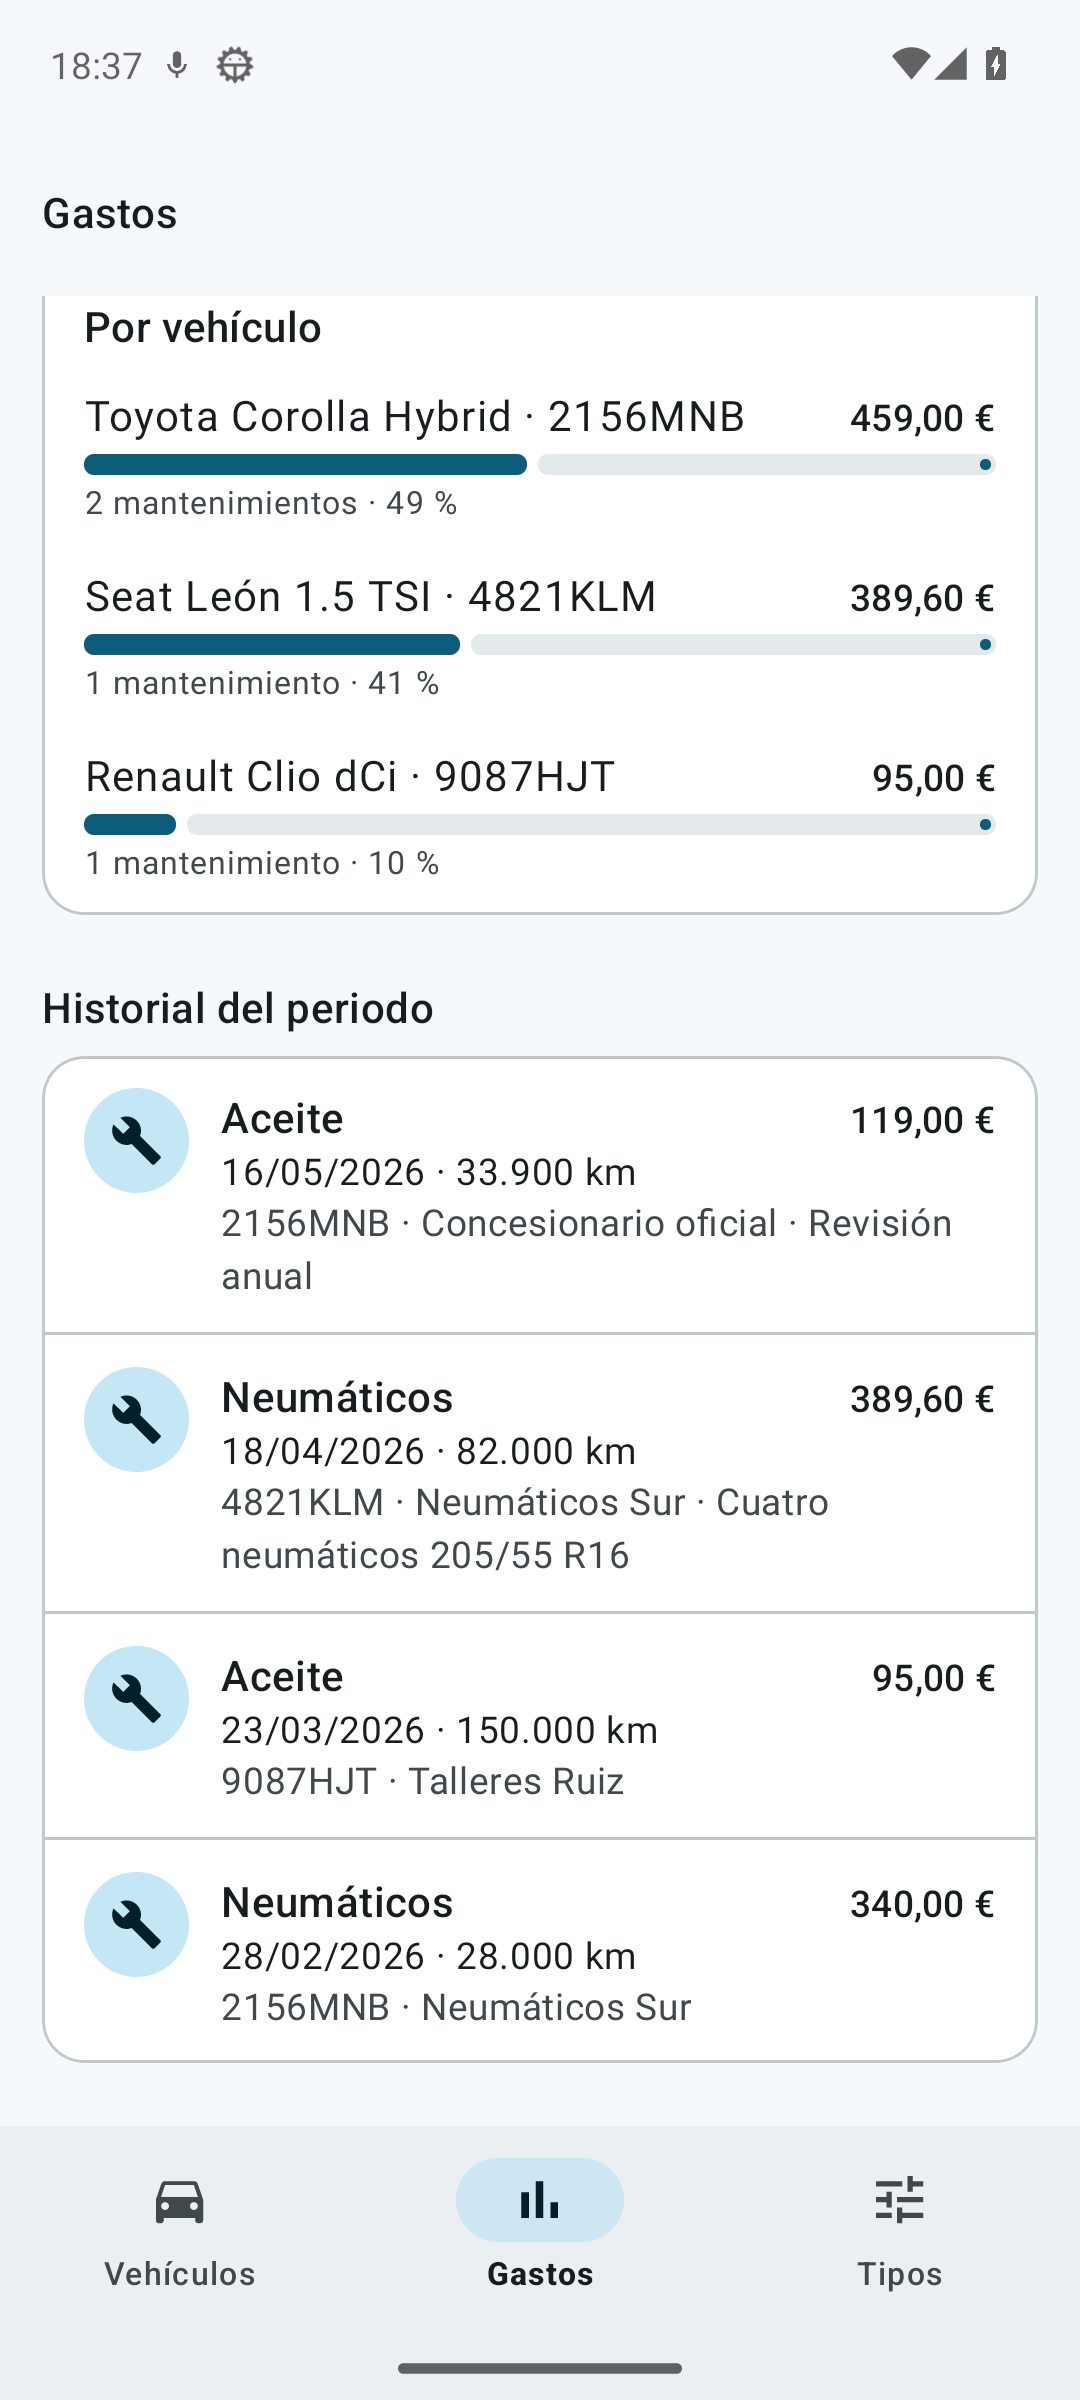 18:37
Gastos
Por vehículo
Toyota Corolla Hybrid · 2156MNB 459,00 €
2 mantenimientos · 49 %
Seat León 1.5 TSI · 4821KLM 389,60 €
1 mantenimiento · 41 %
Renault Clio dCi · 9087HJT 95,00 €
1 mantenimiento · 10 %
Historial del periodo
Aceite 119,00 €
16/05/2026 · 33.900 km
2156MNB · Concesionario oficial · Revisión
anual
Neumáticos 389,60 €
18/04/2026 · 82.000 km
4821KLM · Neumáticos Sur · Cuatro
neumáticos 205/55 R16
Aceite 95,00 €
23/03/2026 · 150.000 km
9087HJT · Talleres Ruiz
Neumáticos 340,00 €
28/02/2026 · 28.000 km
2156MNB · Neumáticos Sur
Vehículos Gastos Tipos